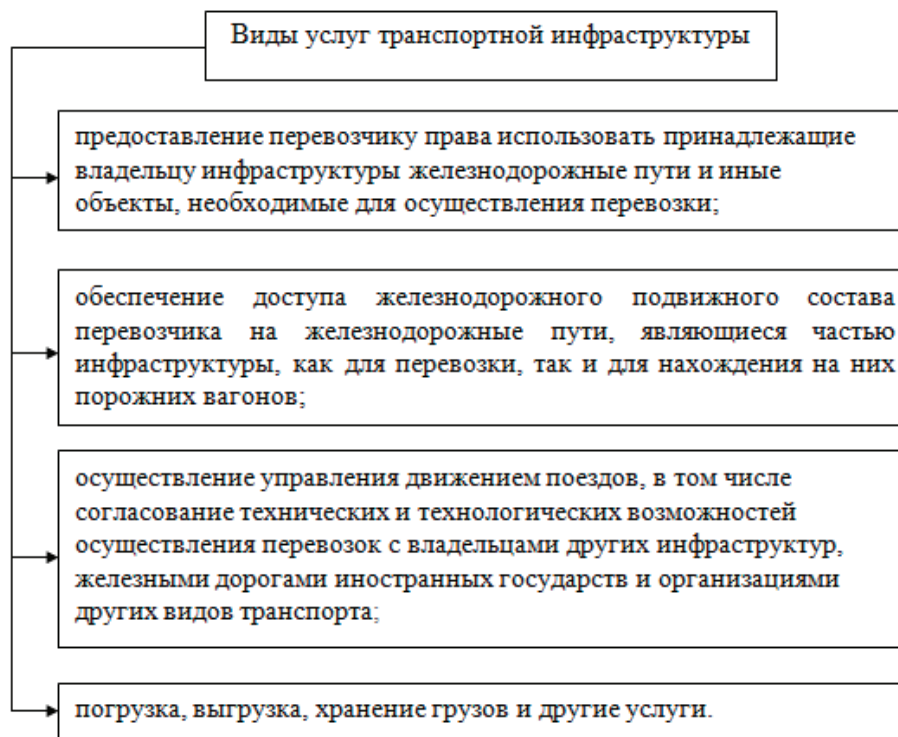 Виды услуг транспортной инфраструктуры
предоставление перевозчику права использовать принадлежащие
владельцу инфраструктуры железнодорожные пути и иные
объекты, необходимые для осуществления перевозки;
обеспечение доступа железнодорожного подвижного состава
перевозчика на железнодорожные пути, являющиеся частью
инфраструктуры, как для перевозки, так и для нахождения на них
порожних вагонов;
осуществление управления движением поездов, в том числе
согласование технических и технологических возможностей
осуществления перевозок с владельцами других инфраструктур,
железными дорогами иностранных государств и организациями
других видов транспорта;
погрузка, выгрузка, хранение грузов и другие услуги.